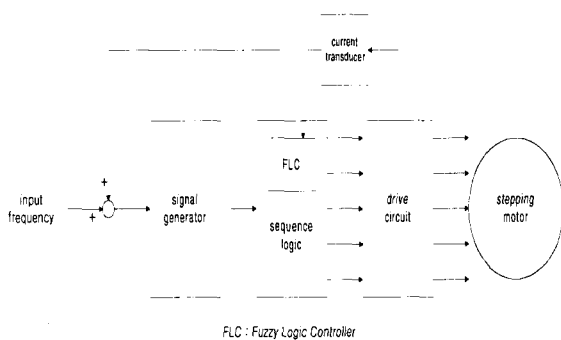 current
transducer
FLC
input
frequency
+
+
signal
generator
sequence
logic
drive
circuit
stepping
motor
FLC : Fuzzy Logic Controller